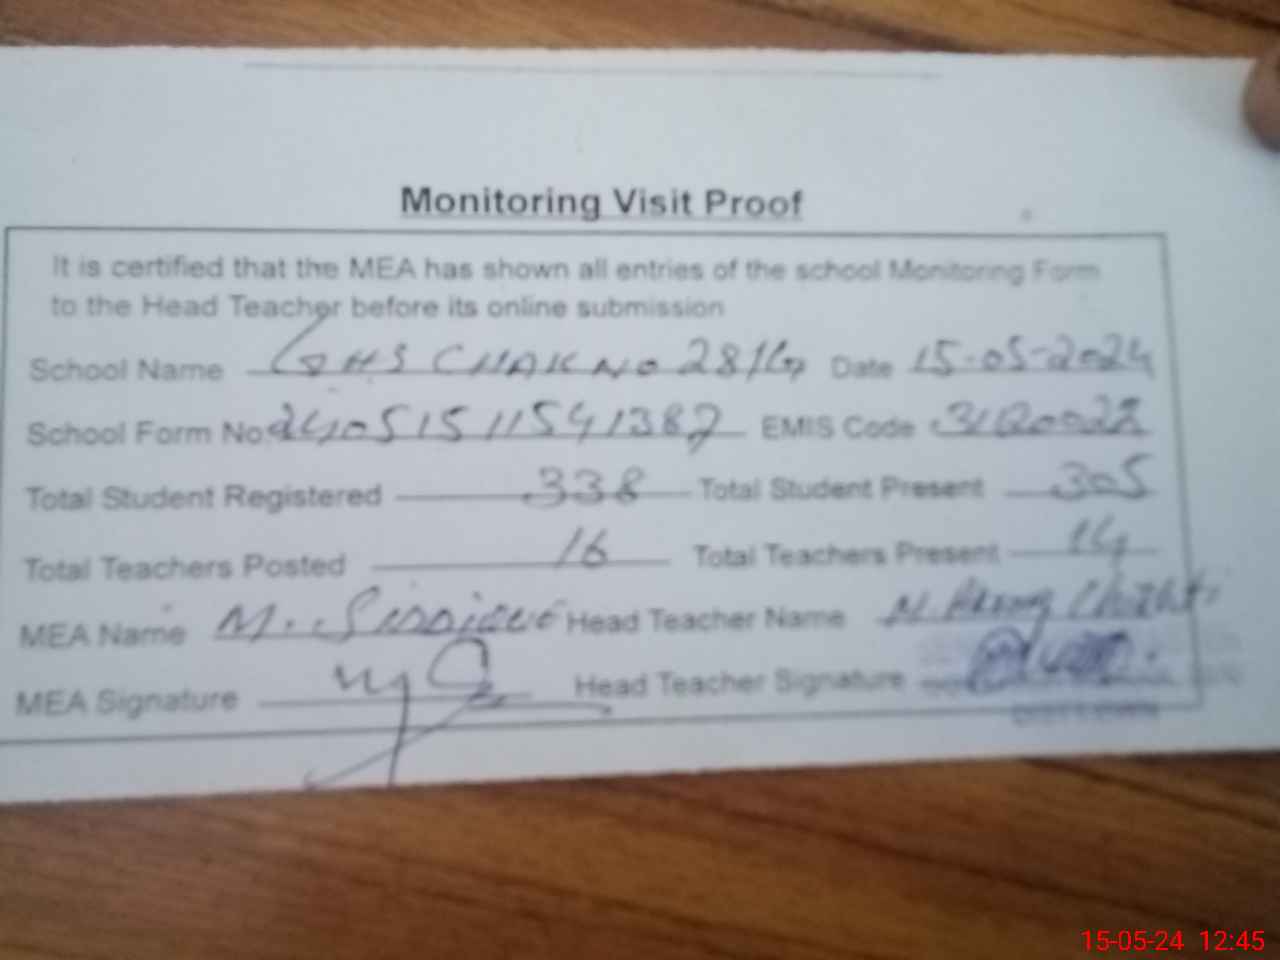 Monitoring Visit Proof
It is certified that the MEA has shown all entries of the school Monitoring Form
to the Head Teacher before its online submission
School Name GHS CHAK NO 281G Date 15-05-2024
School Form No. 24051511541387 EMIS Code
Total Student Registered 338 Total Student Present 305
Total Teachers Posted 16 Total Teachers Present 14
MEA Name M. Head Teacher Name
MEA Signature Head Teacher Signature
15-05-24 12:45